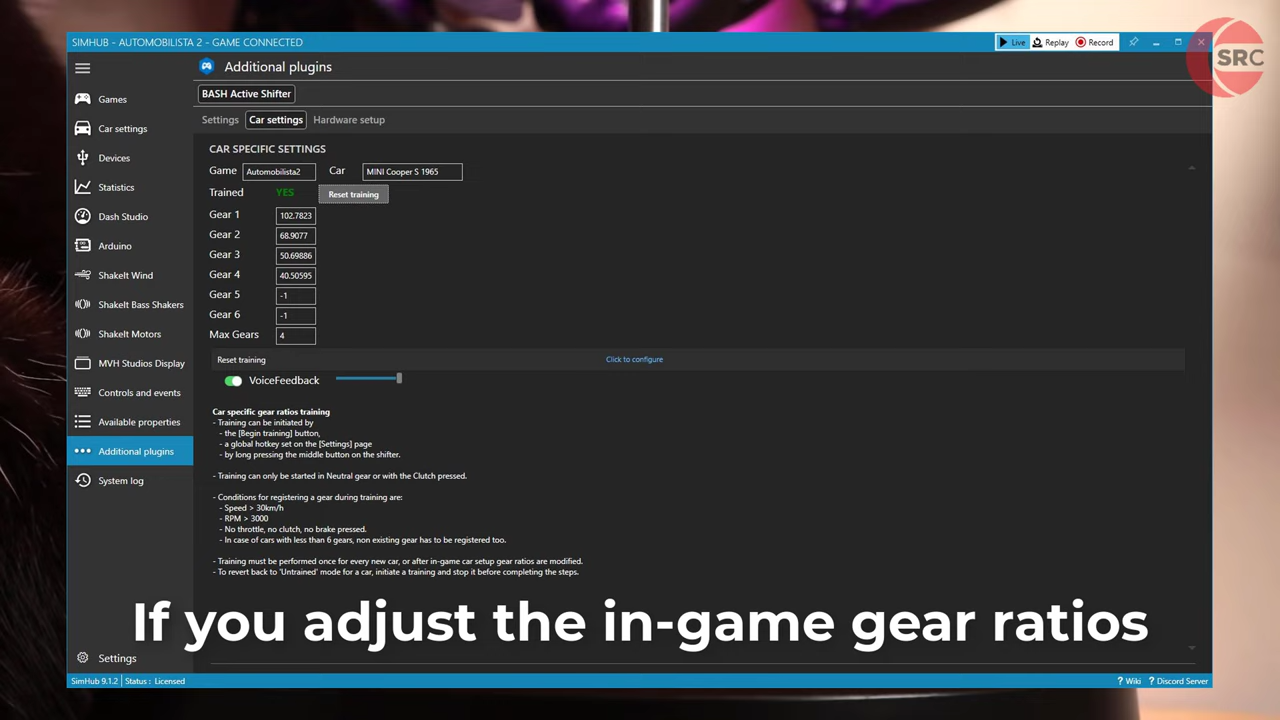 SIMHUB - AUTOMOBILISTA 2 - GAME CONNECTED
Live
Replay
Record
SRC
Additional plugins
BASH Active Shifter
Settings
Car settings
Hardware setup
Games
Car settings
Devices
Statistics
Dash Studio
Arduino
ShakeIt Wind
ShakeIt Bass Shakers
ShakeIt Motors
MVH Studios Display
Controls and events
Available properties
Additional plugins
System log
Settings
CAR SPECIFIC SETTINGS
Game Automobilista2 Car MINI Cooper S 1965
Trained YES Reset training
Gear 1 102.7823
Gear 2 68.9077
Gear 3 50.69886
Gear 4 40.50595
Gear 5 -1
Gear 6 -1
Max Gears 4
Reset training Click to configure
VoiceFeedback
Car specific gear ratios training
- Training can be initiated by
- the [Begin training] button,
- a global hotkey set on the [Settings] page
- by long pressing the middle button on the shifter.
- Training can only be started in Neutral gear or with the Clutch pressed.
- Conditions for registering a gear during training are:
- Speed > 30km/h
- RPM > 3000
- No throttle, no clutch, no brake pressed.
- In case of cars with less than 6 gears, non existing gear has to be registered too.
- Training must be performed once for every new car, or after in-game car setup gear ratios are modified.
- To revert back to 'Untrained' mode for a car, initiate a training and stop it before completing the steps.
If you adjust the in-game gear ratios
SimHub 9.1.2 Status : Licensed
? Wiki ? Discord Server